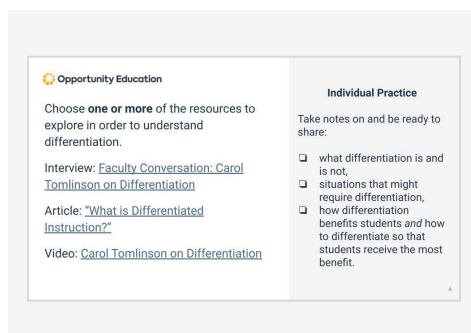 Opportunity Education
Choose one or more of the resources to
explore in order to understand
differentiation.
Interview: Faculty Conversation: Carol
Tomlinson on Differentiation
Article: “What is Differentiated
Instruction?”
Video: Carol Tomlinson on Differentiation
Individual Practice
Take notes on and be ready to
share:
❏ what differentiation is and
is not,
❏ situations that might
require differentiation,
❏ how differentiation
benefits students and how
to differentiate so that
students receive the most
benefit.
4